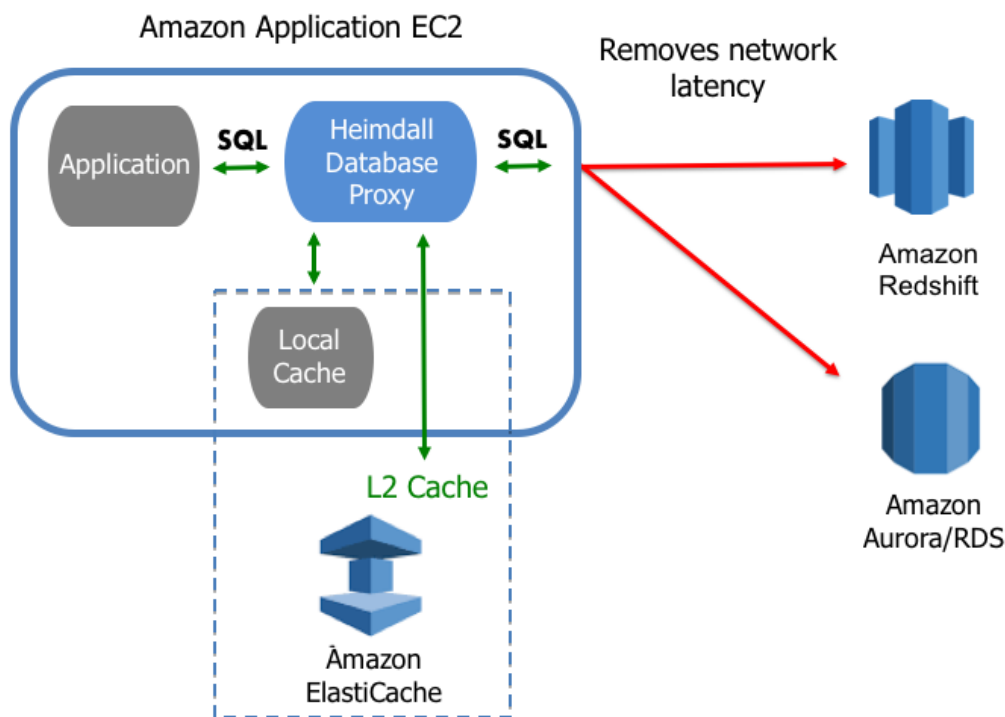 Amazon Application EC2
Removes network
latency
Application
SQL
Heimdall
Database
Proxy
SQL
Amazon
Redshift
Local
Cache
L2 Cache
Amazon
ElastiCache
Amazon
Aurora/RDS